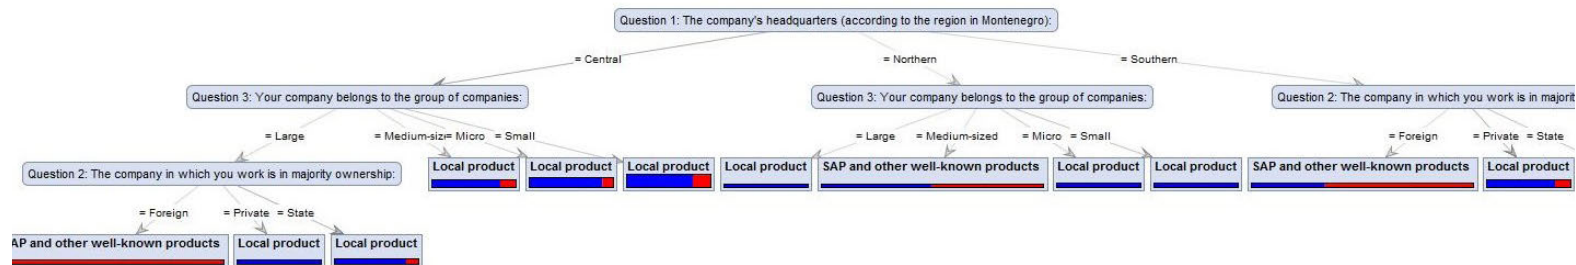 Question 1: The company's headquarters (according to the region in Montenegro):
= Central
= Northern
= Southern
Question 3: Your company belongs to the group of companies:
Question 3: Your company belongs to the group of companies:
Question 2: The company in which you work is in majorit
= Large
= Medium-siz
= Micro
= Small
= Large
= Medium-sized
= Micro
= Small
= Foreign
= Private
= State
Question 2: The company in which you work is in majority ownership:
Local product
Local product
Local product
Local product
SAP and other well-known products
Local product
Local product
SAP and other well-known products
Local product
= Foreign
= Private
= State
AP and other well-known products
Local product
Local product